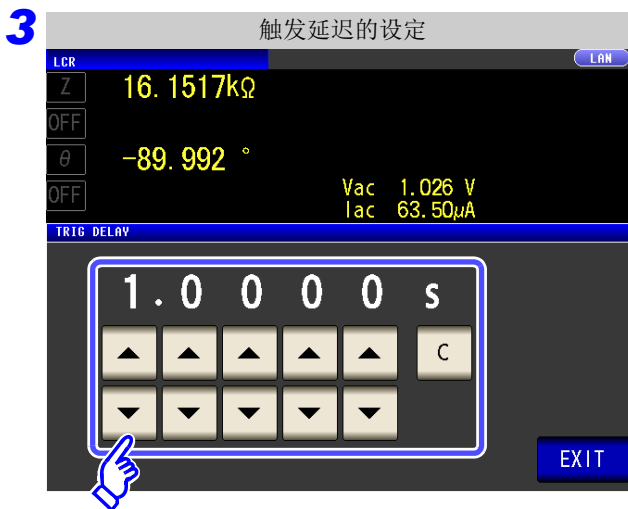 3 触发延迟的设定
LCR LAN
Z 16.1517kΩ
OFF
θ -89.992 °
OFF
Vac 1.026 V
Iac 63.50μA
TRIG DELAY
1.0000 s
C
EXIT